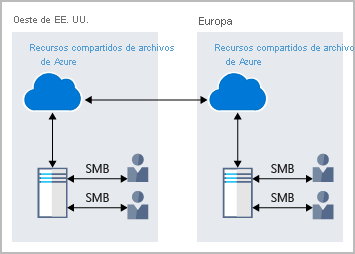 Oeste de EE. UU.
Recursos compartidos de archivos
de Azure
SMB
SMB
Europa
Recursos compartidos de archivos
de Azure
SMB
SMB